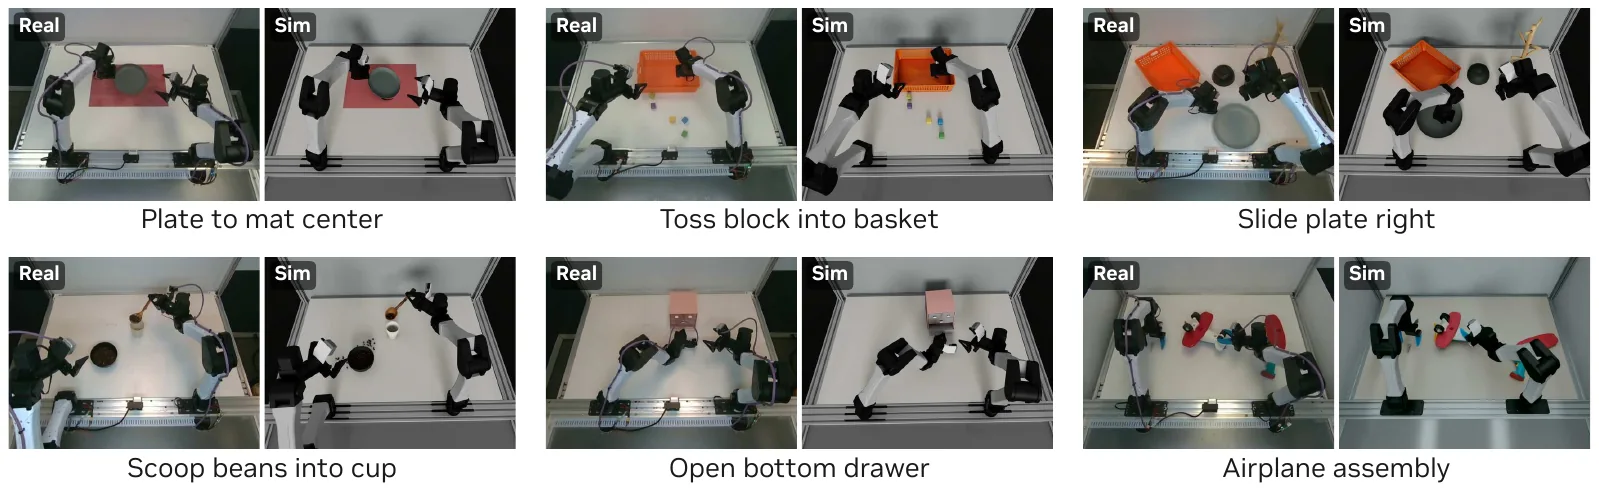 Real Sim Real Sim Real Sim
Plate to mat center Toss block into basket Slide plate right
Real Sim Real Sim Real Sim
Scoop beans into cup Open bottom drawer Airplane assembly